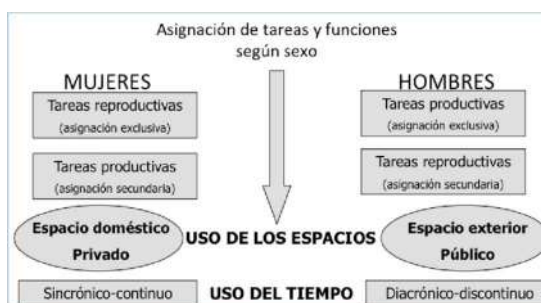 Asignación de tareas y funciones
según sexo
MUJERES
HOMBRES
Tareas reproductivas
(asignación exclusiva)
Tareas productivas
(asignación exclusiva)
Tareas productivas
(asignación secundaria)
Tareas reproductivas
(asignación secundaria)
Espacio doméstico
Privado
USO DE LOS ESPACIOS
Espacio exterior
Público
Sincrónico-continuo
USO DEL TIEMPO
Diacrónico-discontinuo